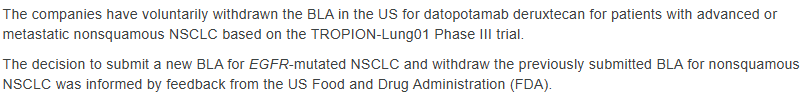 The companies have voluntarily withdrawn the BLA in the US for datopotamab deruxtecan for patients with advanced or
metastatic nonsquamous NSCLC based on the TROPION-Lung01 Phase III trial.
The decision to submit a new BLA for EGFR-mutated NSCLC and withdraw the previously submitted BLA for nonsquamous
NSCLC was informed by feedback from the US Food and Drug Administration (FDA).